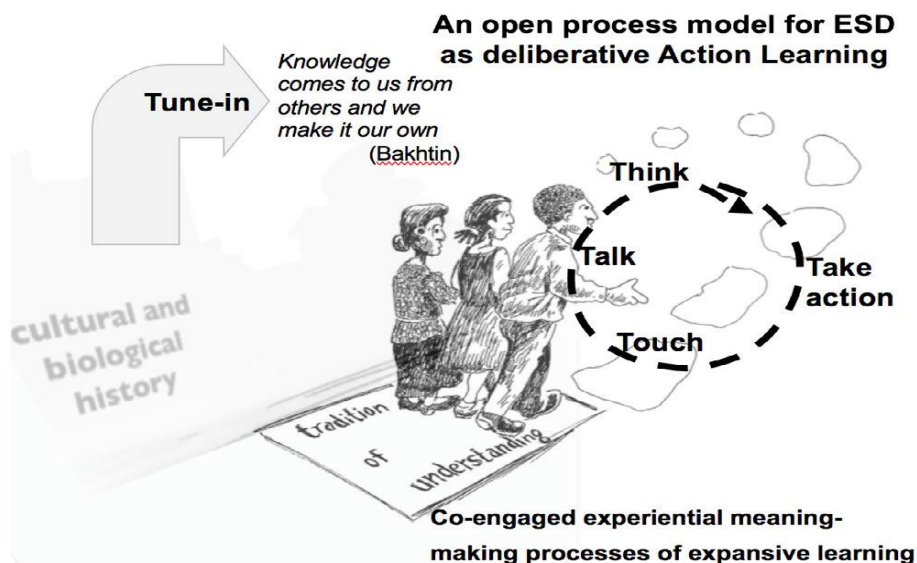 An open process model for ESD
as deliberative Action Learning
Tune-in
Knowledge
comes to us from
others and we
make it our own
(Bakhtin)
Think
Talk
Take
action
Touch
cultural and
biological
history
tradition
of
understanding
Co-engaged experiential meaning-
making processes of expansive learning